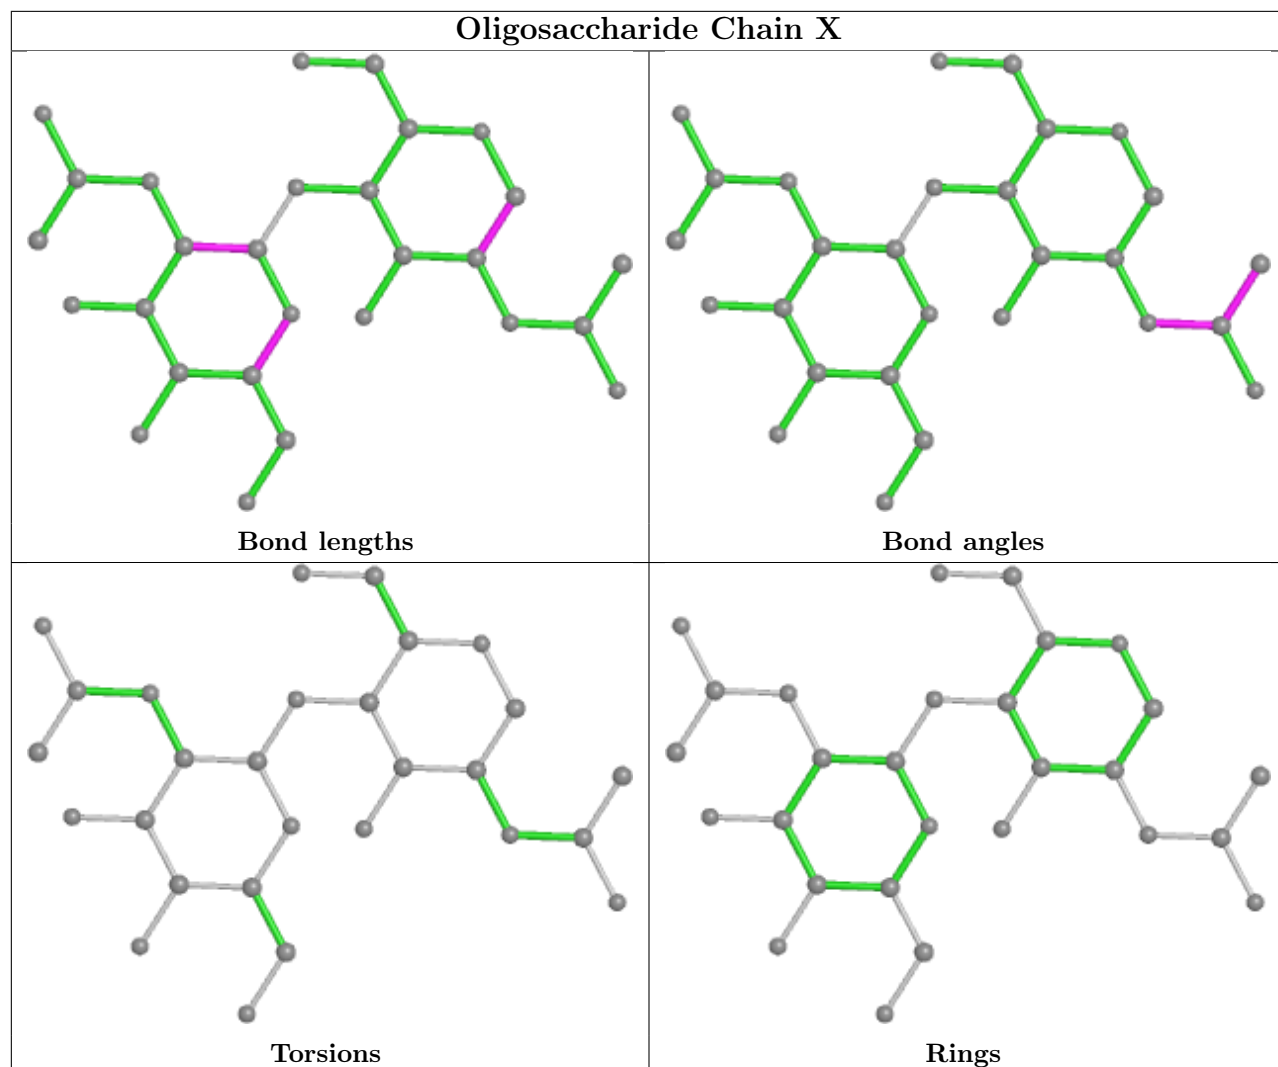 Oligosaccharide Chain X
Bond lengths
Bond angles
Torsions
Rings